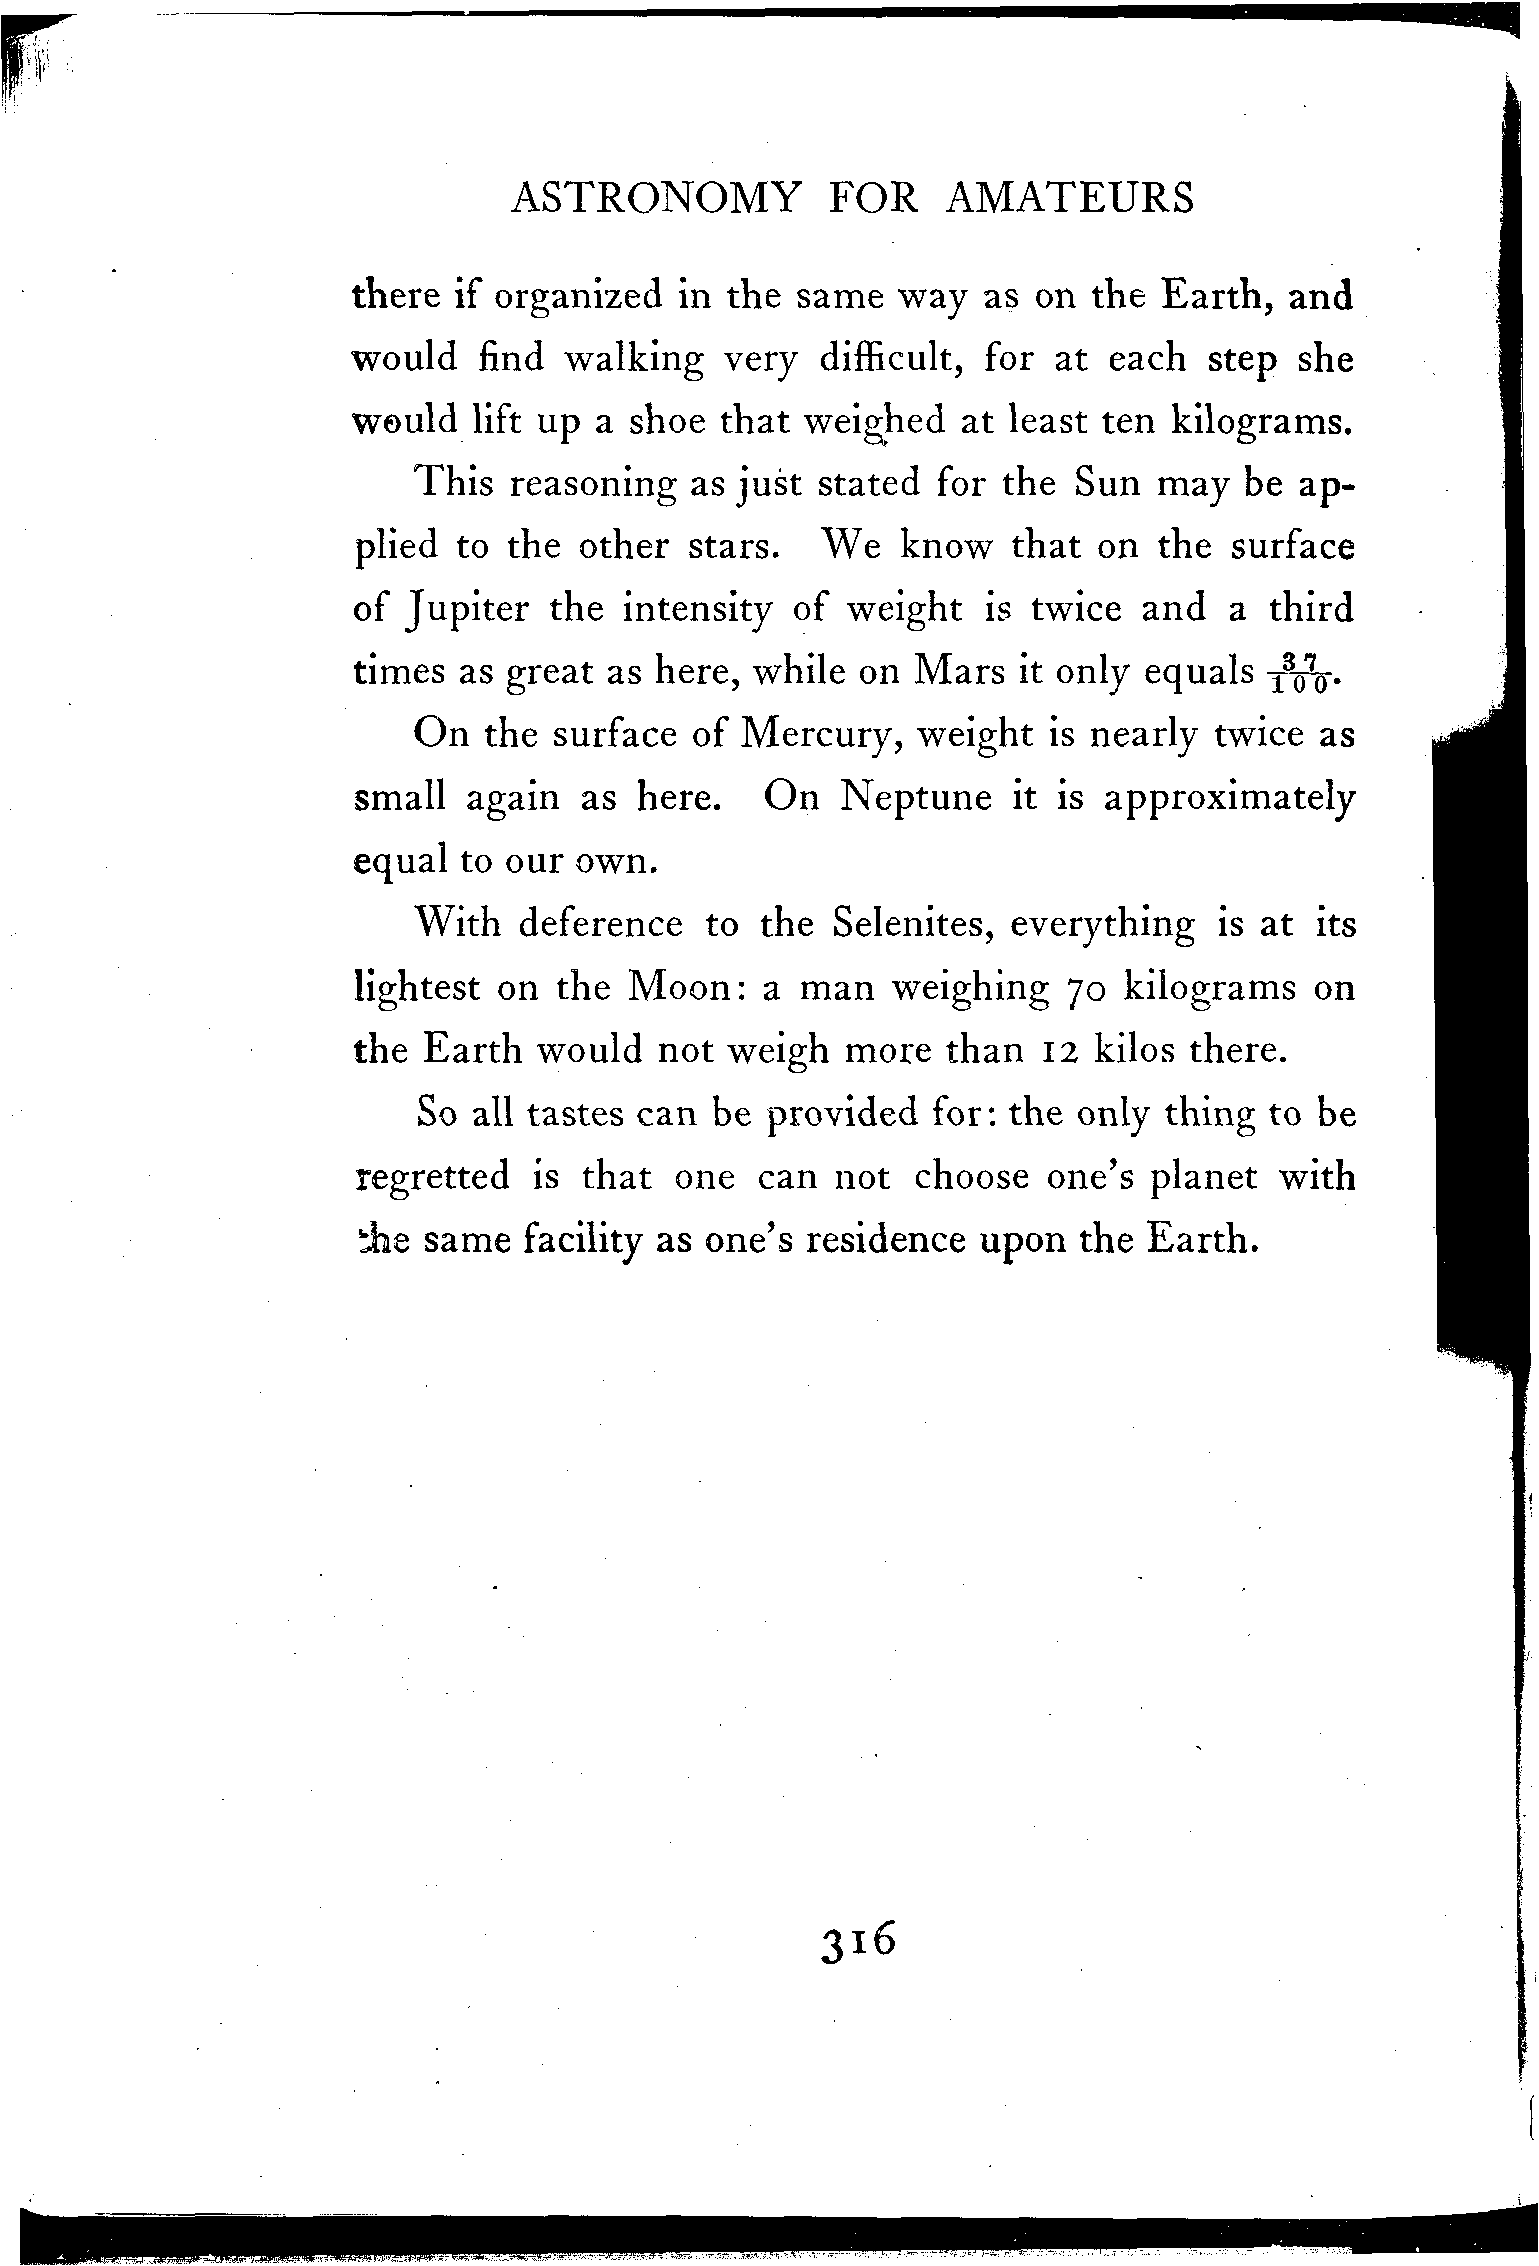 ASTRONOMY FOR AMATEURS
there if organized in the same way as on the Earth, and
would find walking very difficult, for at each step she
would lift up a shoe that weighed at least ten kilograms.
This reasoning as just stated for the Sun may be ap-
plied to the other stars. We know that on the surface
of Jupiter the intensity of weight is twice and a third
times as great as here, while on Mars it only equals 37/100.
On the surface of Mercury, weight is nearly twice as
small again as here. On Neptune it is approximately
equal to our own.
With deference to the Selenites, everything is at its
lightest on the Moon: a man weighing 70 kilograms on
the Earth would not weigh more than 12 kilos there.
So all tastes can be provided for: the only thing to be
regretted is that one can not choose one's planet with
the same facility as one's residence upon the Earth.
316